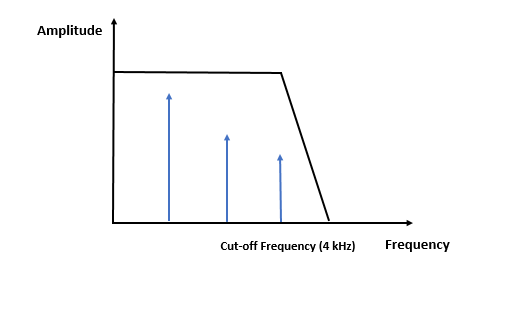 Amplitude
Cut-off Frequency (4 kHz)
Frequency